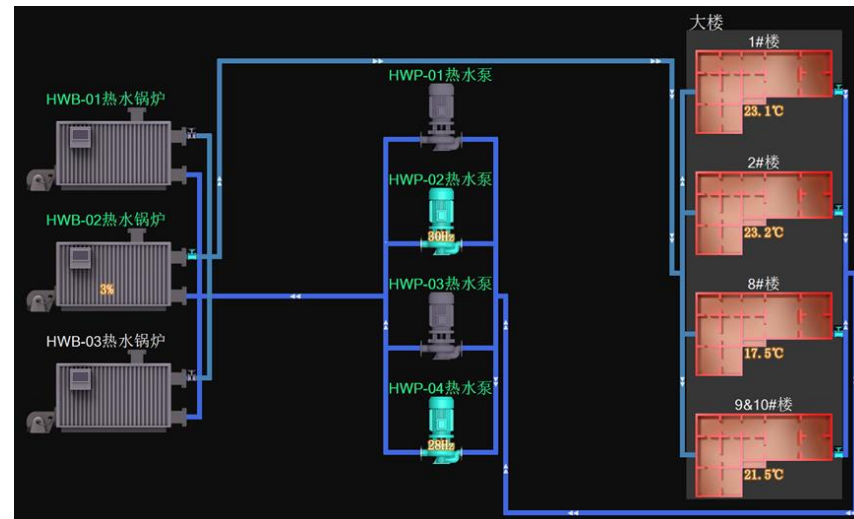 大楼
1#楼
HWP-01热水泵
HWB-01热水锅炉
23.1℃
2#楼
HWP-02热水泵
HWB-02热水锅炉
30Hz
23.2℃
3%
HWP-03热水泵
8#楼
HWB-03热水锅炉
17.5℃
HWP-04热水泵
9&10#楼
28Hz
21.5℃